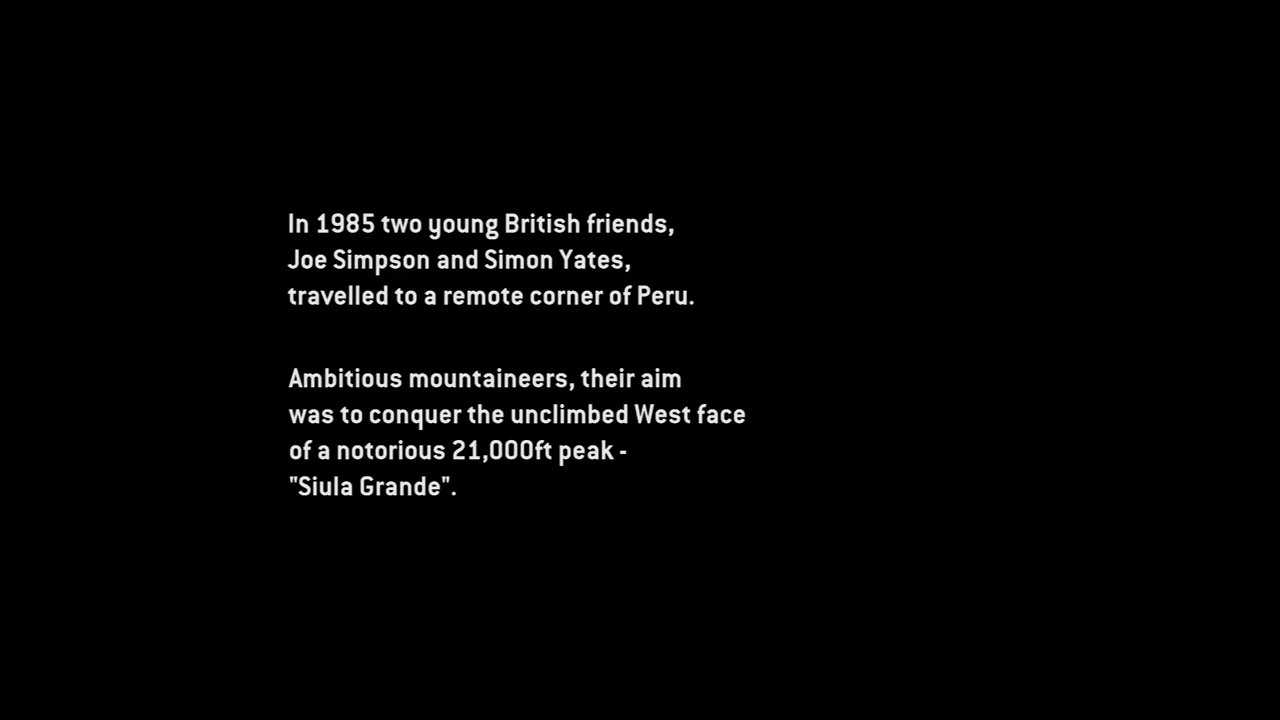 In 1985 two young British friends,
Joe Simpson and Simon Yates,
travelled to a remote corner of Peru.
Ambitious mountaineers, their aim
was to conquer the unclimbed West face
of a notorious 21,000ft peak -
"Siula Grande".